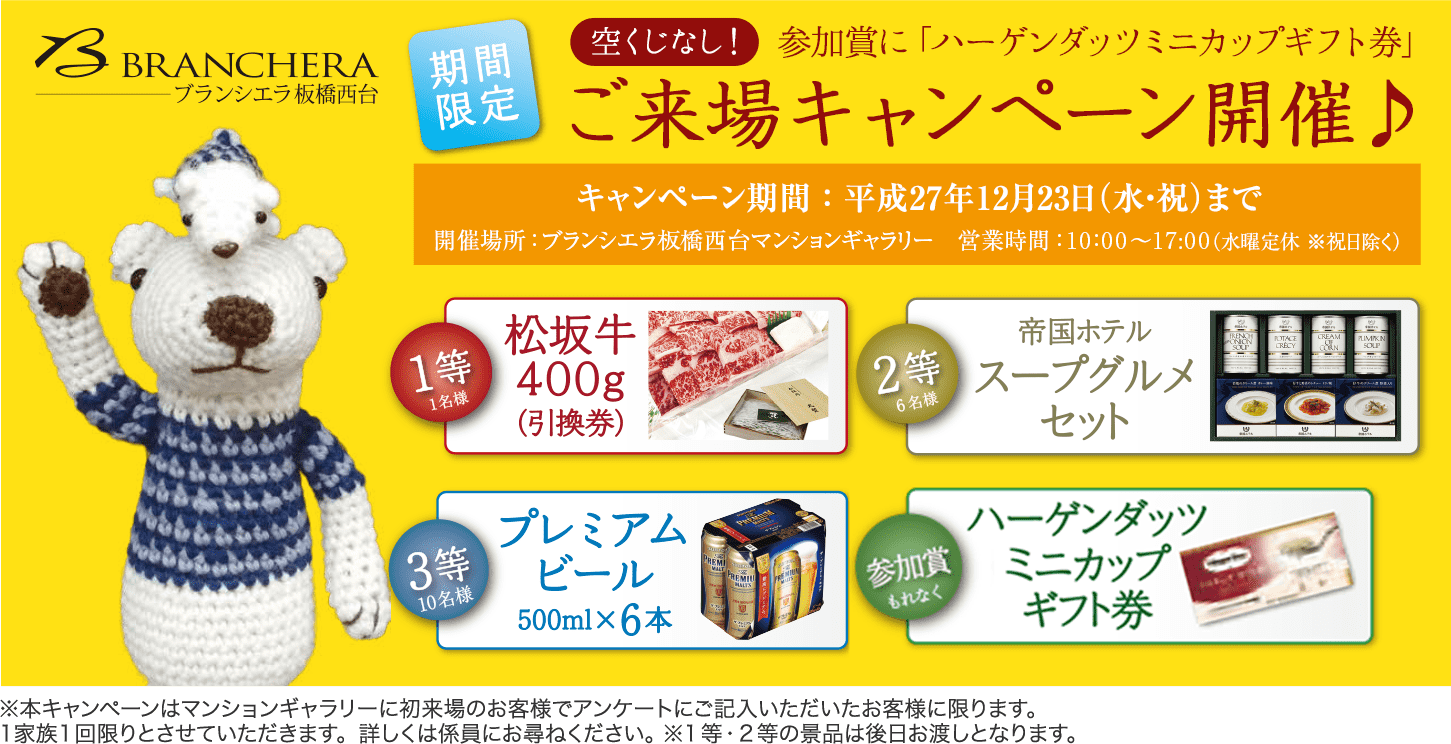 BRANCHERA
ブランシエラ板橋西台
期間
限定
空くじなし！
参加賞に「ハーゲンダッツミニカップギフト券」
ご来場キャンペーン開催♪
キャンペーン期間：平成27年12月23日（水・祝）まで
開催場所：ブランシエラ板橋西台マンションギャラリー　営業時間：10：00～17:00（水曜定休 ※祝日除く）
1等
1名様
松坂牛
400g
（引換券）
2等
6名様
帝国ホテル
スープグルメ
セット
FRENCH ONION SOUP
POTAGE CRÉCY
CREAM OF CORN
PUMPKIN SOUP
3等
10名様
プレミアム
ビール
500ml×6本
PREMIUM MALT'S
参加賞
もれなく
ハーゲンダッツ
ミニカップ
ギフト券
※本キャンペーンはマンションギャラリーに初来場のお客様でアンケートにご記入いただいたお客様に限ります。
1家族1回限りとさせていただきます。詳しくは係員にお尋ねください。※1等・2等の景品は後日お渡しとなります。